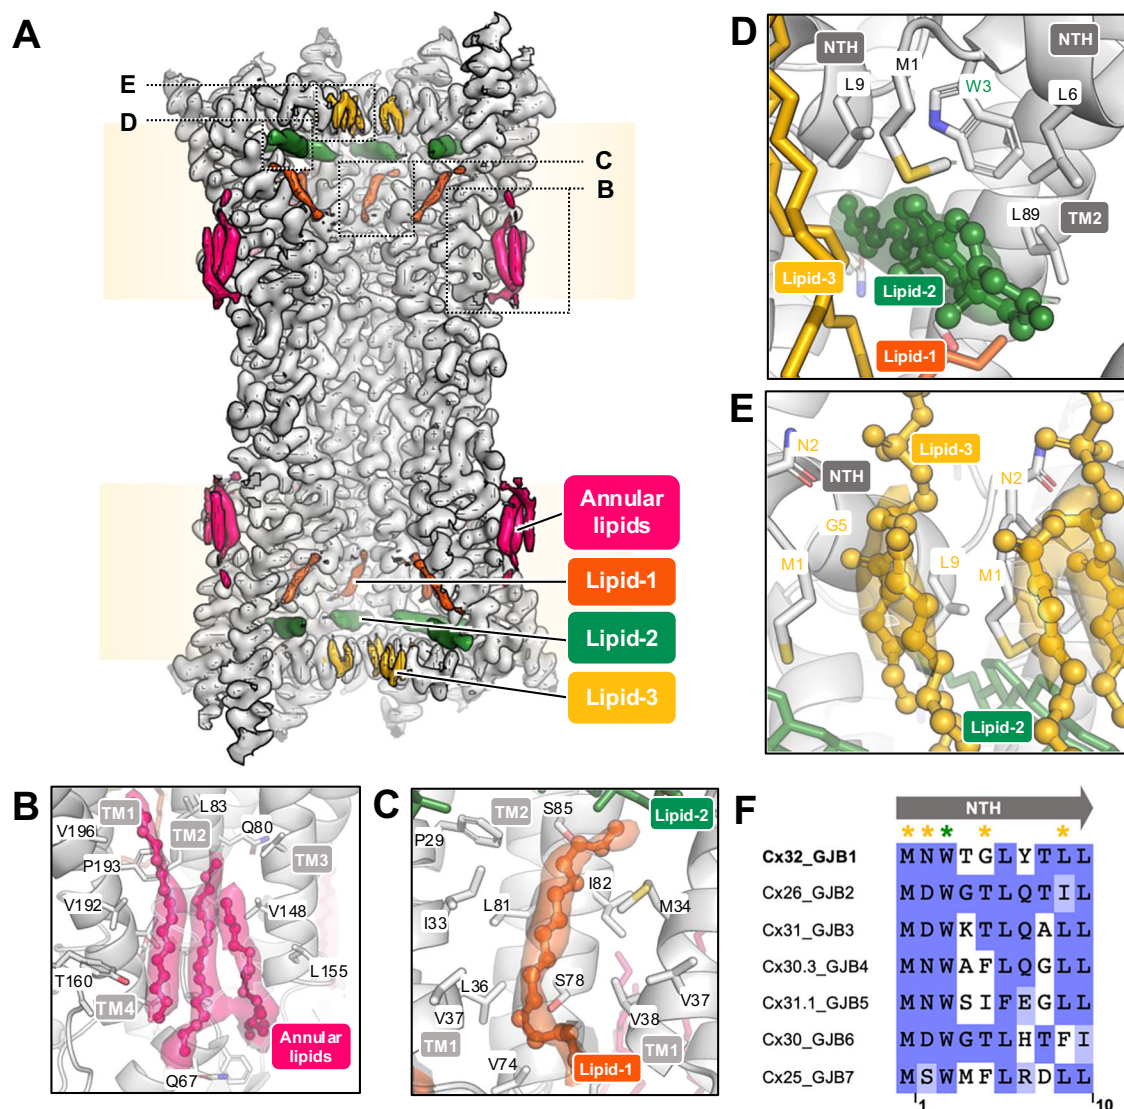 A
E
D
C
B
Annular
lipids
Lipid-1
Lipid-2
Lipid-3
D
NTH
M1
NTH
L9
W3
L6
L89
TM2
Lipid-3
Lipid-2
Lipid-1
E
N2
Lipid-3
NTH
N2
G5
M1
L9
M1
Lipid-2
B
TM1
L83
V196
TM2
Q80
P193
TM3
V192
V148
T160
L155
TM4
Annular
lipids
Q67
C
TM2
S85
Lipid-2
P29
I82
L81
M34
I33
L36
S78
V37
V37
V38
TM1
TM1
V74
Lipid-1
F
NTH
* * * * *
Cx32_GJB1 M N W T G L Y T L L
Cx26_GJB2 M D W G T L Q T I L
Cx31_GJB3 M D W K T L Q A L L
Cx30.3_GJB4 M N W A F L Q G L L
Cx31.1_GJB5 M N W S I F E G L L
Cx30_GJB6 M D W G T L H T F I
Cx25_GJB7 M S W M F L R D L L
1 10